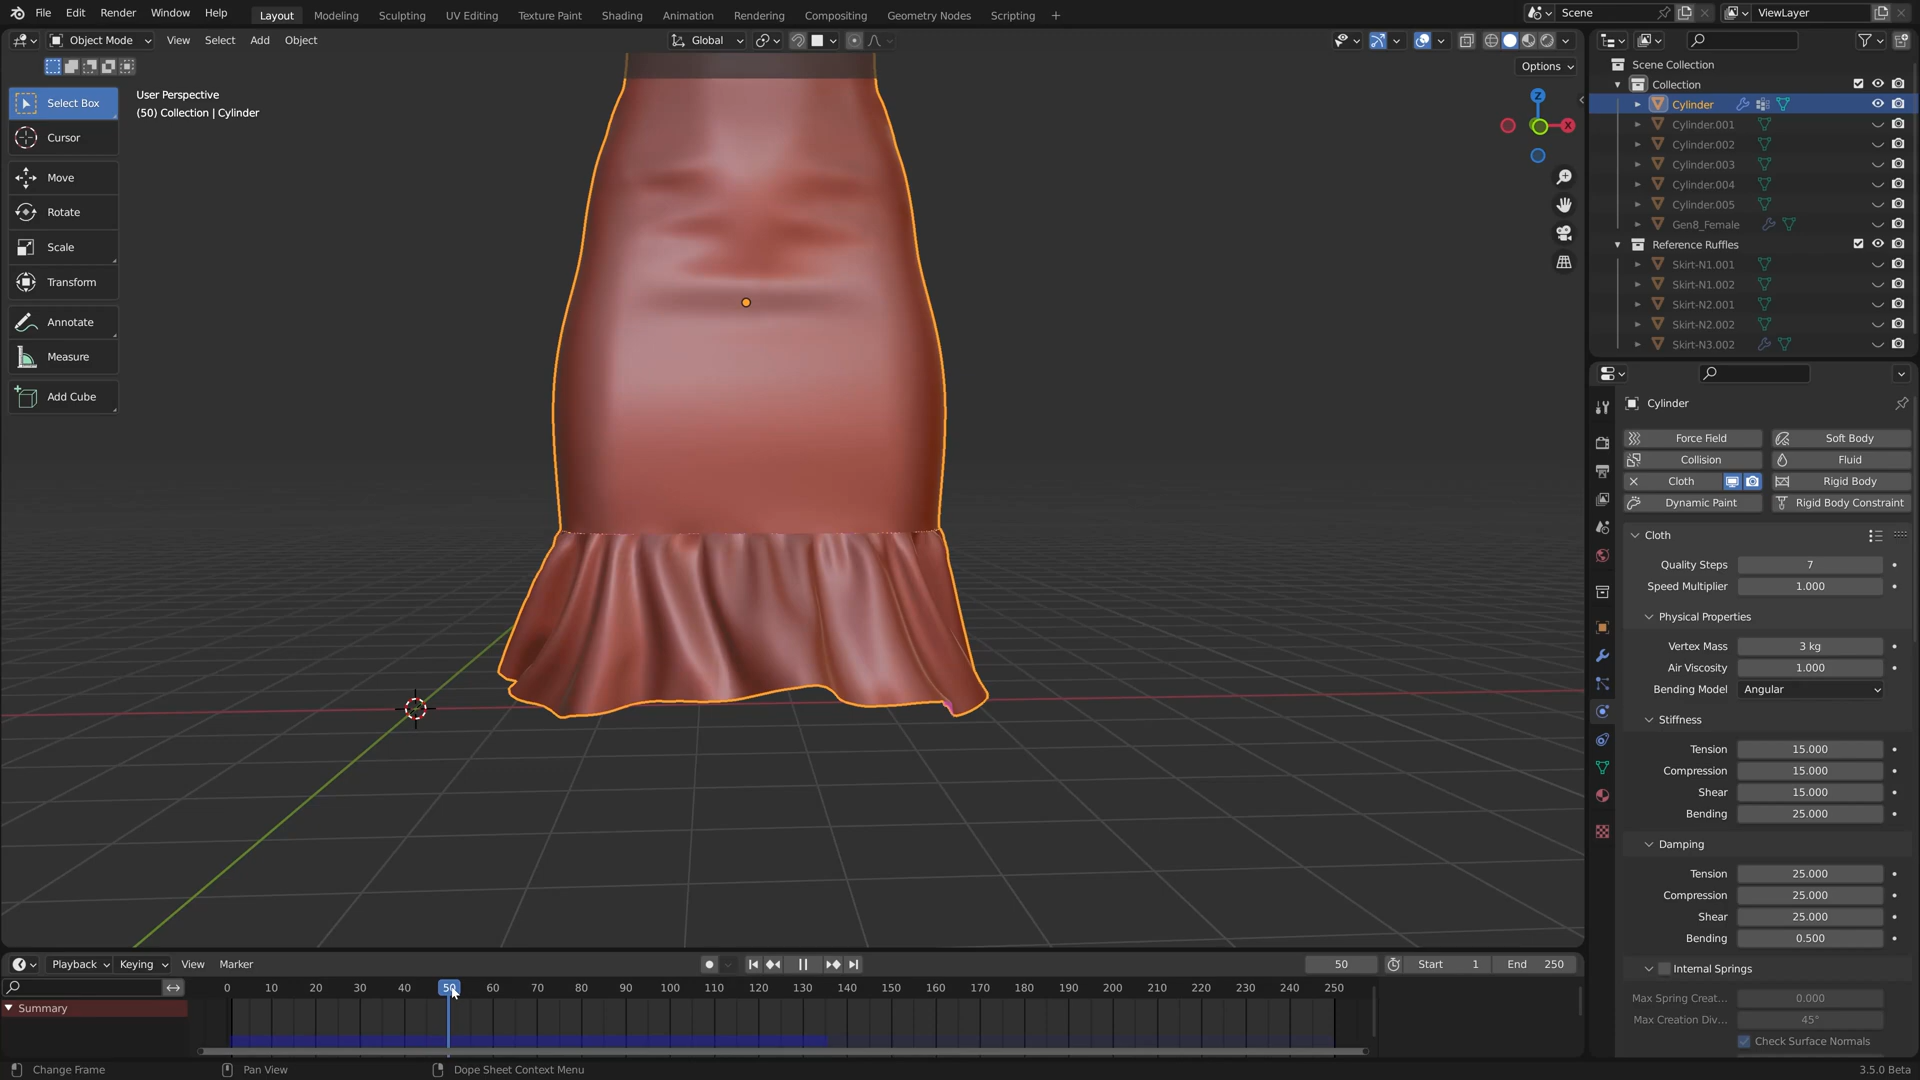 File Edit Render Window Help Layout Modeling Sculpting UV Editing Texture Paint Shading Animation Rendering Compositing Geometry Nodes Scripting + Scene ViewLayer
Object Mode View Select Add Object Global
Options
Select Box
Cursor
Move
Rotate
Scale
Transform
Annotate
Measure
Add Cube
User Perspective
(50) Collection | Cylinder
Z
X
Scene Collection
Collection
Cylinder
Cylinder.001
Cylinder.002
Cylinder.003
Cylinder.004
Cylinder.005
Gen8_Female
Reference Ruffles
Skirt-N1.001
Skirt-N1.002
Skirt-N2.001
Skirt-N2.002
Skirt-N3.002
Cylinder
Force Field Soft Body
Collision Fluid
Cloth Rigid Body
Dynamic Paint Rigid Body Constraint
Cloth
Quality Steps 7
Speed Multiplier 1.000
Physical Properties
Vertex Mass 3 kg
Air Viscosity 1.000
Bending Model Angular
Stiffness
Tension 15.000
Compression 15.000
Shear 15.000
Bending 25.000
Damping
Tension 25.000
Compression 25.000
Shear 25.000
Bending 0.500
Internal Springs
Max Spring Creat... 0.000
Max Creation Div... 45°
Check Surface Normals
Playback Keying View Marker 50 Start 1 End 250
0 10 20 30 40 50 60 70 80 90 100 110 120 130 140 150 160 170 180 190 200 210 220 230 240 250
Summary
Change Frame Pan View Dope Sheet Context Menu 3.5.0 Beta